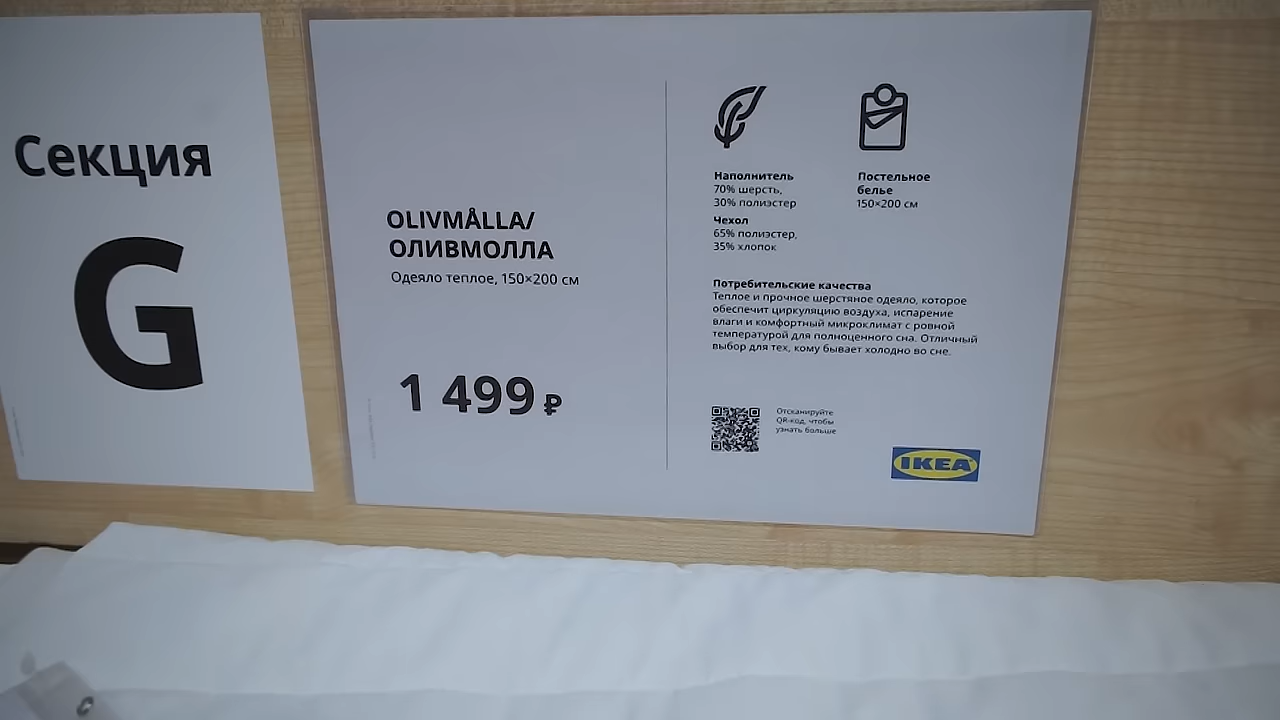 Секция
G
OLIVMÅLLA/
ОЛИВМОЛЛА
Одеяло теплое, 150×200 см
1 499 ₽
Наполнитель
70% шерсть,
30% полиэстер
Чехол
65% полиэстер,
35% хлопок
Постельное
белье
150×200 см
Потребительские качества
Теплое и прочное шерстяное одеяло, которое
обеспечит циркуляцию воздуха, испарение
влаги и комфортный микроклимат с ровной
температурой для полноценного сна. Отличный
выбор для тех, кому бывает холодно во сне.
Отсканируйте
QR-код, чтобы
узнать больше
IKEA